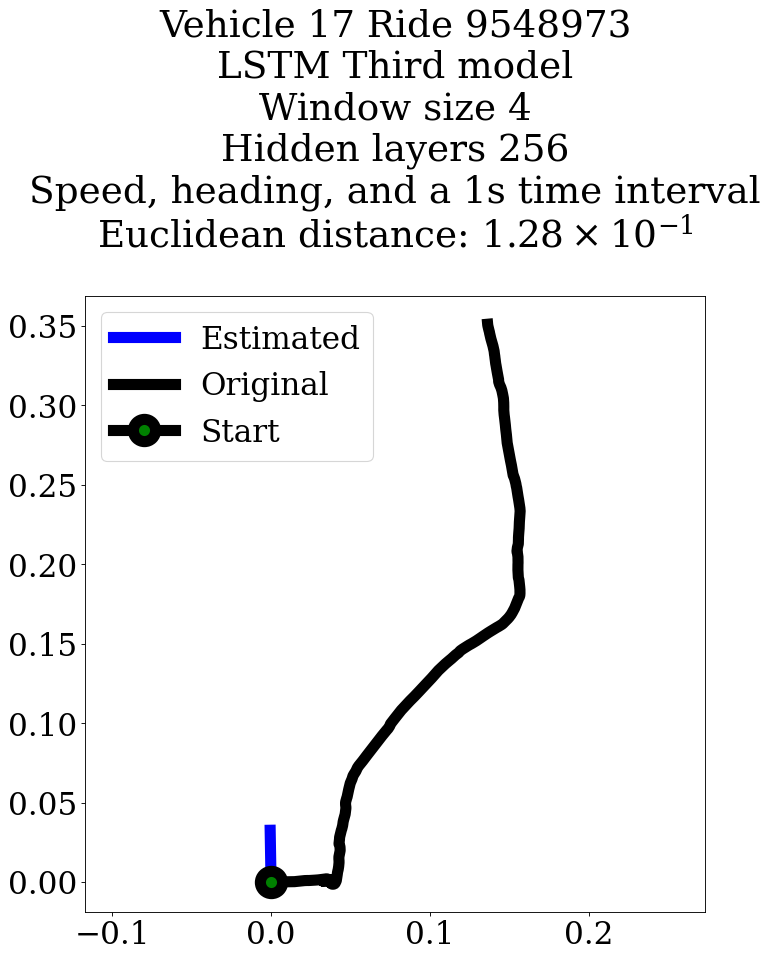 Vehicle 17 Ride 9548973
LSTM Third model
Window size 4
Hidden layers 256
Speed, heading, and a 1s time interval
Euclidean distance: 1.28 × 10⁻¹
Estimated
Original
Start
0.35
0.30
0.25
0.20
0.15
0.10
0.05
0.00
−0.1
0.0
0.1
0.2